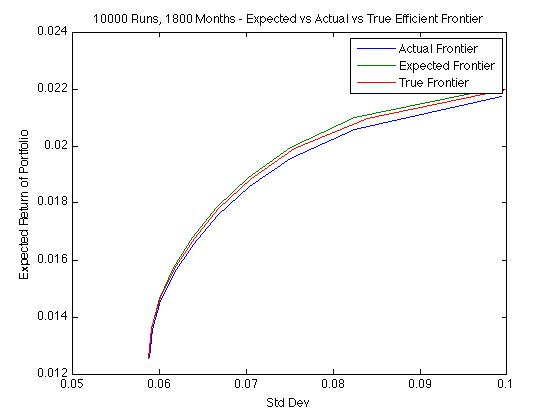 10000 Runs, 1800 Months - Expected vs Actual vs True Efficient Frontier
0.024
0.022
0.02
0.018
0.016
0.014
0.012
Expected Return of Portfolio
Actual Frontier
Expected Frontier
True Frontier
0.05
0.06
0.07
0.08
0.09
0.1
Std Dev